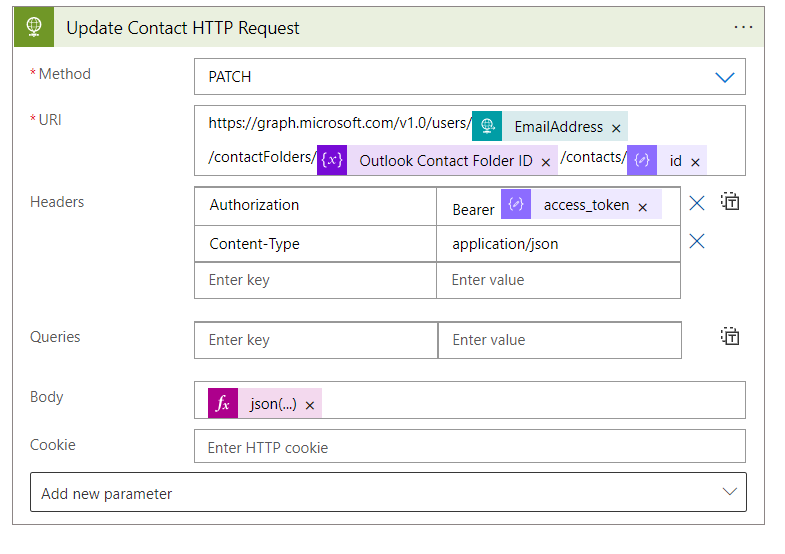 Update Contact HTTP Request ...
* Method PATCH
* URI https://graph.microsoft.com/v1.0/users/ EmailAddress ×
/contactFolders/ {x} Outlook Contact Folder ID × /contacts/ id ×
Headers Authorization Bearer access_token ×
Content-Type application/json
Enter key Enter value
Queries Enter key Enter value
Body fx json(...) ×
Cookie Enter HTTP cookie
Add new parameter